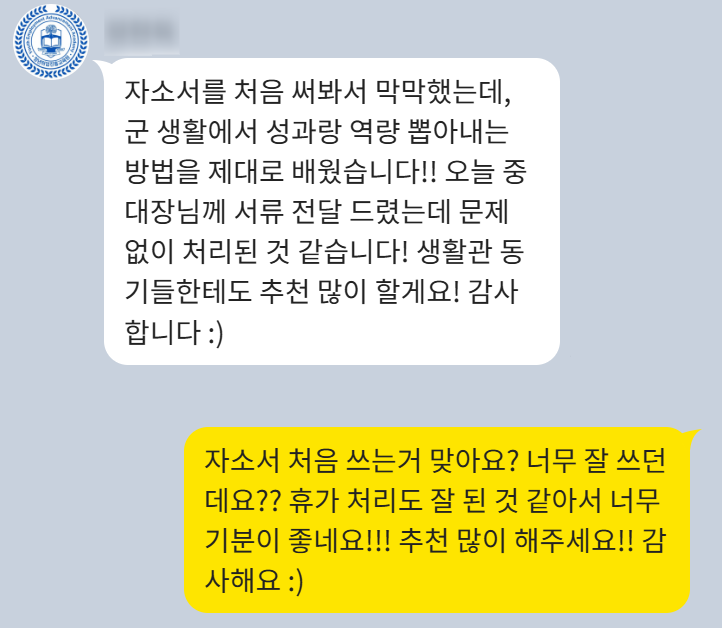 자소서를 처음 써봐서 막막했는데,
군 생활에서 성과랑 역량 뽑아내는
방법을 제대로 배웠습니다!! 오늘 중
대장님께 서류 전달 드렸는데 문제
없이 처리된 것 같습니다! 생활관 동
기들한테도 추천 많이 할게요! 감사
합니다 :)
자소서 처음 쓰는거 맞아요? 너무 잘 쓰던
데요?? 휴가 처리도 잘 된 것 같아서 너무
기분이 좋네요!!! 추천 많이 해주세요!! 감
사해요 :)